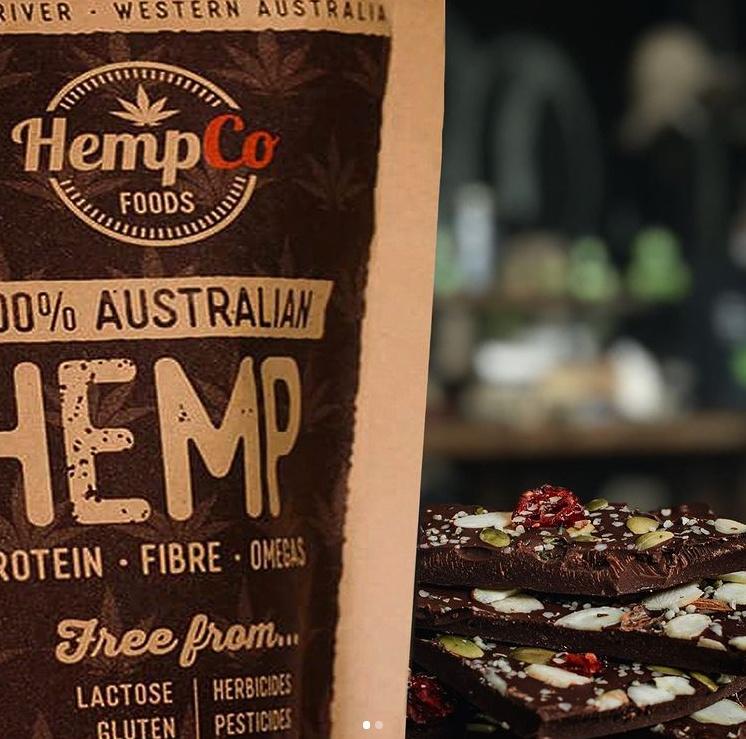 RIVER · WESTERN AUSTRALIA
HempCo
FOODS
00% AUSTRALIAN
HEMP
ROTEIN · FIBRE · OMEGAS
Free from...
LACTOSE | HERBICIDES
GLUTEN | PESTICIDES